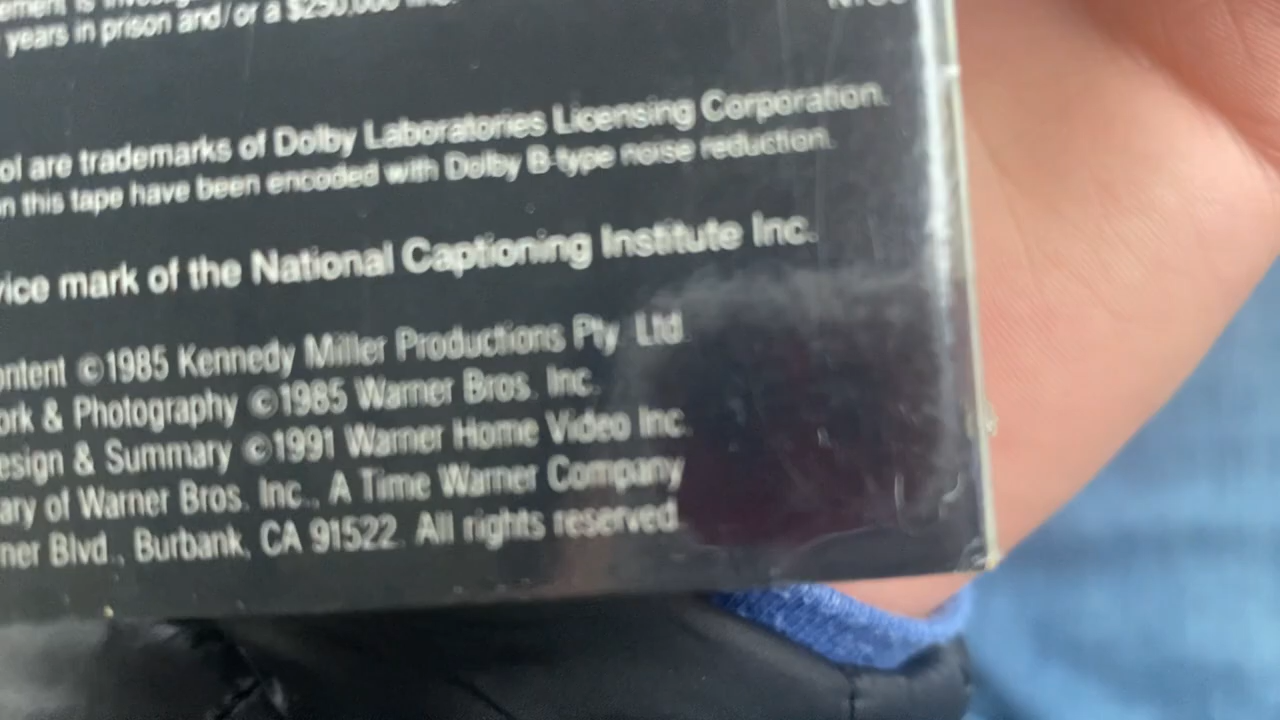 years in prison and/or a $250,000
ol are trademarks of Dolby Laboratories Licensing Corporation.
n this tape have been encoded with Dolby B-type noise reduction.
ice mark of the National Captioning Institute Inc.
ntent ©1985 Kennedy Miller Productions Pty. Ltd.
ork & Photography ©1985 Warner Bros. Inc.
esign & Summary ©1991 Warner Home Video Inc.
ary of Warner Bros. Inc., A Time Warner Company
ner Blvd., Burbank, CA 91522. All rights reserved.